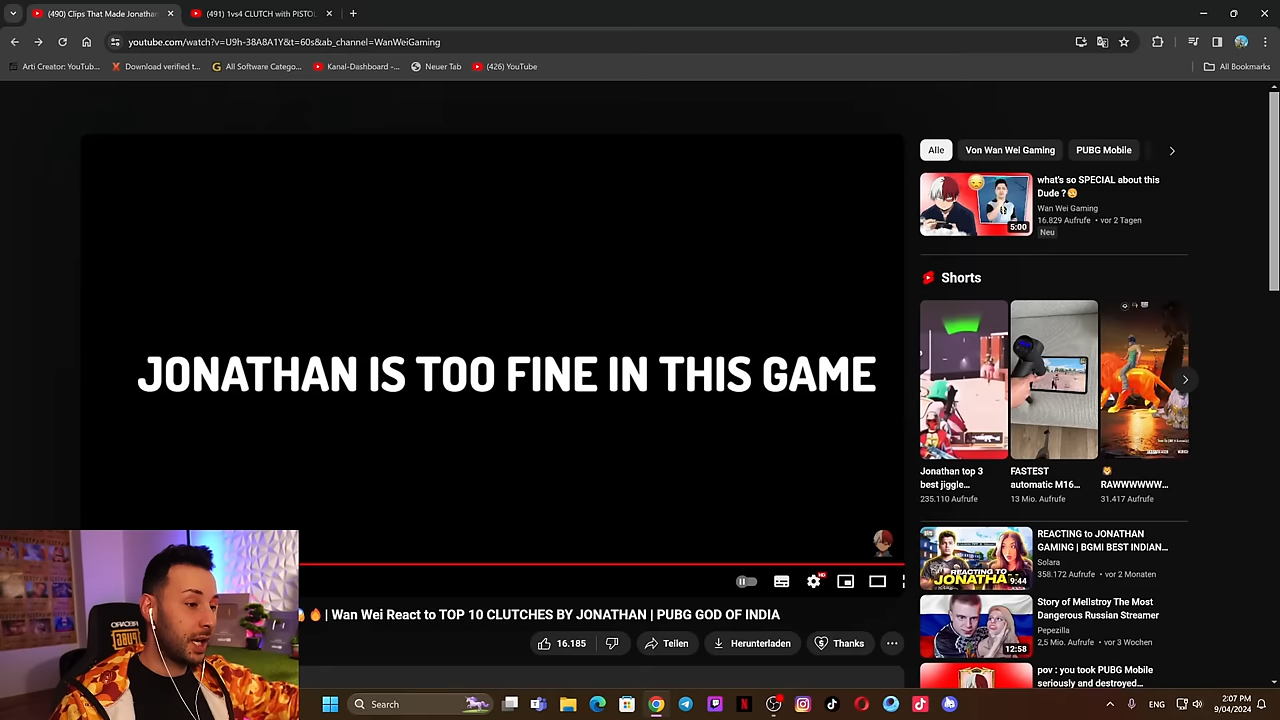 (490) Clips That Made Jonathan
(491) 1vs4 CLUTCH with PISTOL
youtube.com/watch?v=U9h-38A8A1Y&t=60s&ab_channel=WanWeiGaming
Arti Creator: YouTub...
Download verified t...
All Software Catego...
Kanal-Dashboard -...
Neuer Tab
(426) YouTube
All Bookmarks
JONATHAN IS TOO FINE IN THIS GAME
HD
| Wan Wei React to TOP 10 CLUTCHES BY JONATHAN | PUBG GOD OF INDIA
16.185
Teilen
Herunterladen
Thanks
Alle
Von Wan Wei Gaming
PUBG Mobile
what's so SPECIAL about this
Dude ?
Wan Wei Gaming
16.829 Aufrufe • vor 2 Tagen
Neu
5:00
Shorts
Jonathan top 3
best jiggle...
235.110 Aufrufe
FASTEST
automatic M16...
13 Mio. Aufrufe
RAWWWWWW...
31.417 Aufrufe
REACTING TO
JONATHA
9:44
REACTING to JONATHAN
GAMING | BGMI BEST INDIAN...
Solara
358.172 Aufrufe • vor 2 Monaten
12:58
Story of Mellstroy The Most
Dangerous Russian Streamer
Pepezilla
2,5 Mio. Aufrufe • vor 3 Wochen
pov : you took PUBG Mobile
seriously and destroyed...
PUBG
Search
ENG
2:07 PM
9/04/2024